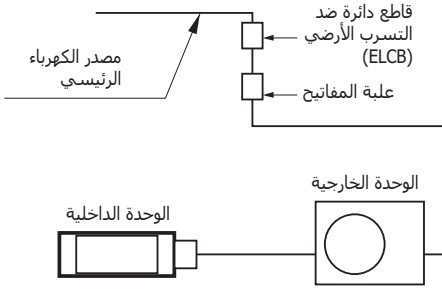 قاطع دائرة ضد
التسرب الأرضي
(ELCB)
مصدر الكهرباء
الرئيسي
علبة المفاتيح
الوحدة الخارجية
الوحدة الداخلية